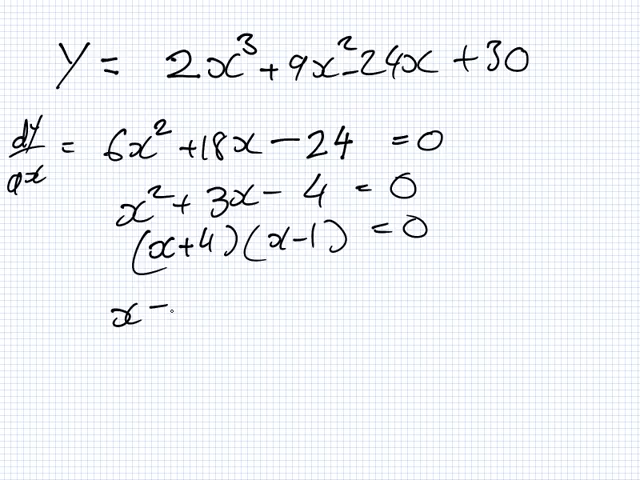 y = 2x³ + 9x² - 24x + 30
dy/dx = 6x² + 18x - 24 = 0
x² + 3x - 4 = 0
(x+4)(x-1) = 0
x -